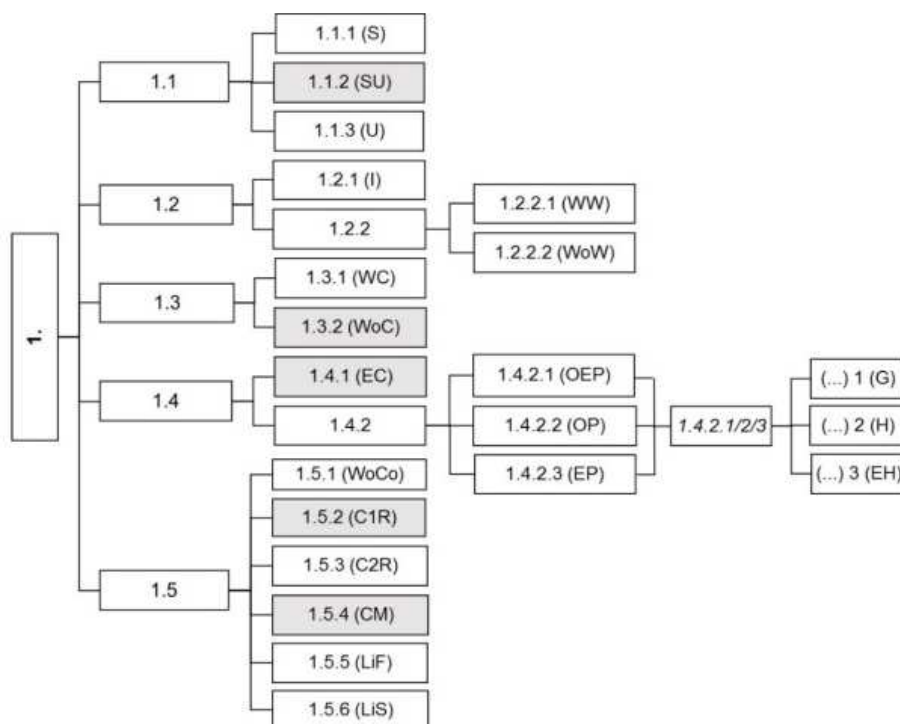 1.
1.1
1.1.1 (S)
1.1.2 (SU)
1.1.3 (U)
1.2
1.2.1 (I)
1.2.2
1.2.2.1 (WW)
1.2.2.2 (WoW)
1.3
1.3.1 (WC)
1.3.2 (WoC)
1.4
1.4.1 (EC)
1.4.2
1.4.2.1 (OEP)
1.4.2.2 (OP)
1.4.2.3 (EP)
1.4.2.1/2/3
(...) 1 (G)
(...) 2 (H)
(...) 3 (EH)
1.5
1.5.1 (WoCo)
1.5.2 (C1R)
1.5.3 (C2R)
1.5.4 (CM)
1.5.5 (LiF)
1.5.6 (LiS)